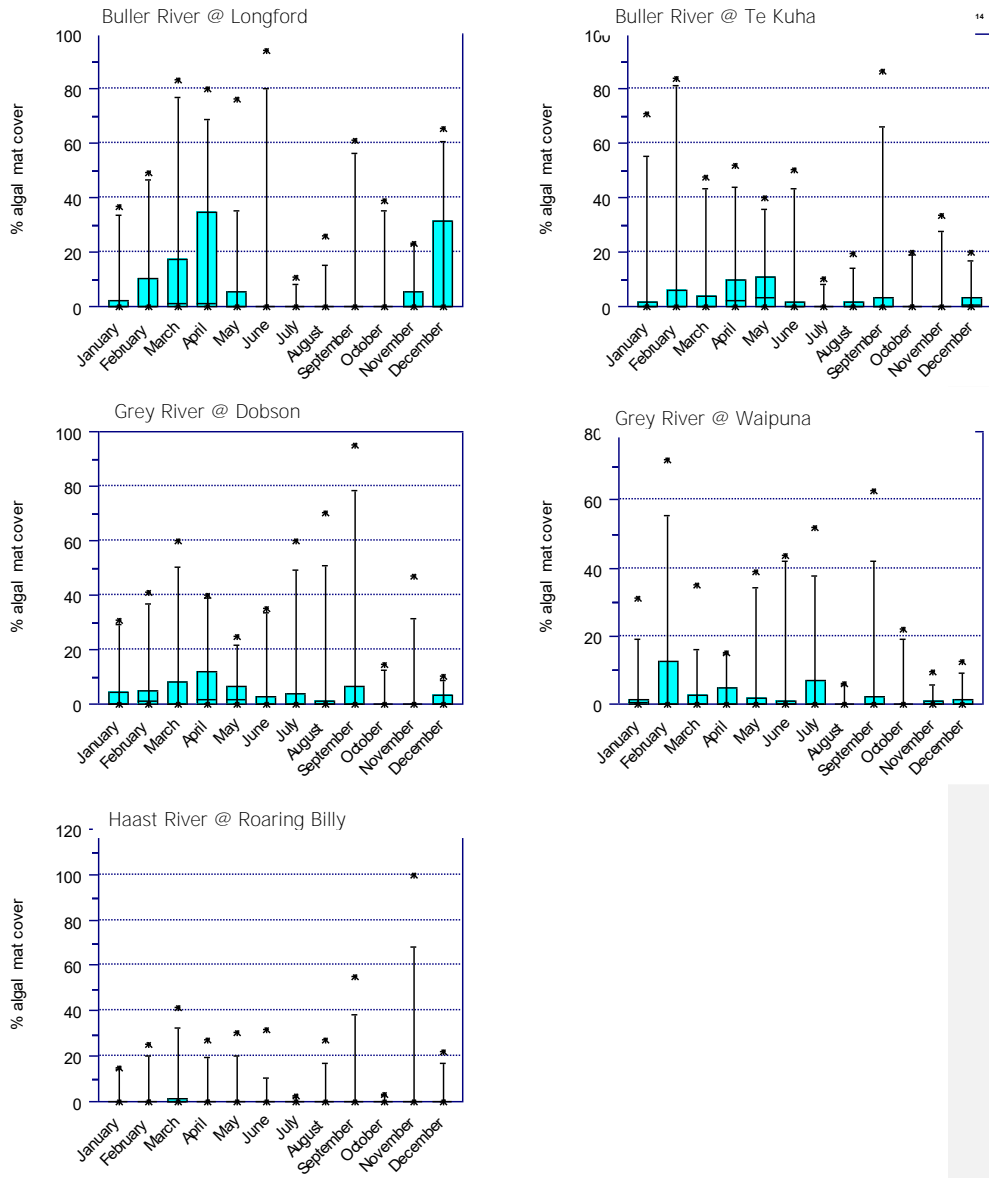 Buller River @ Longford
100
80
60
40
20
0
% algal mat cover
January
February
March
April
May
June
July
August
September
October
November
December
Buller River @ Te Kuha
14
100
80
60
40
20
0
% algal mat cover
January
February
March
April
May
June
July
August
September
October
November
December
Grey River @ Dobson
100
80
60
40
20
0
% algal mat cover
January
February
March
April
May
June
July
August
September
October
November
December
Grey River @ Waipuna
80
60
40
20
0
% algal mat cover
January
February
March
April
May
June
July
August
September
October
November
December
Haast River @ Roaring Billy
120
100
80
60
40
20
0
% algal mat cover
January
February
March
April
May
June
July
August
September
October
November
December